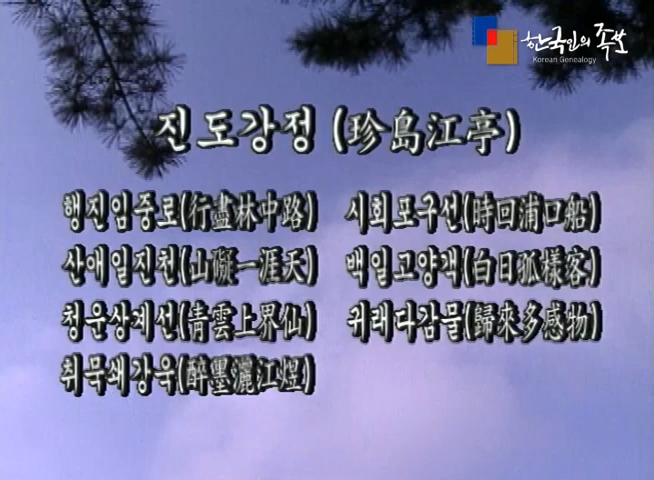 한국인의 족보
Korean Genealogy
진도강정 (珍島江亭)
행진임중로(行盡林中路) 시회포구선(時回浦口船)
산애일진천(山礙一涯天) 백일고양객(白日孤樣客)
청운상계선(靑雲上界仙) 귀래다감물(歸來多感物)
취묵쇄강욱(醉墨灑江煜)